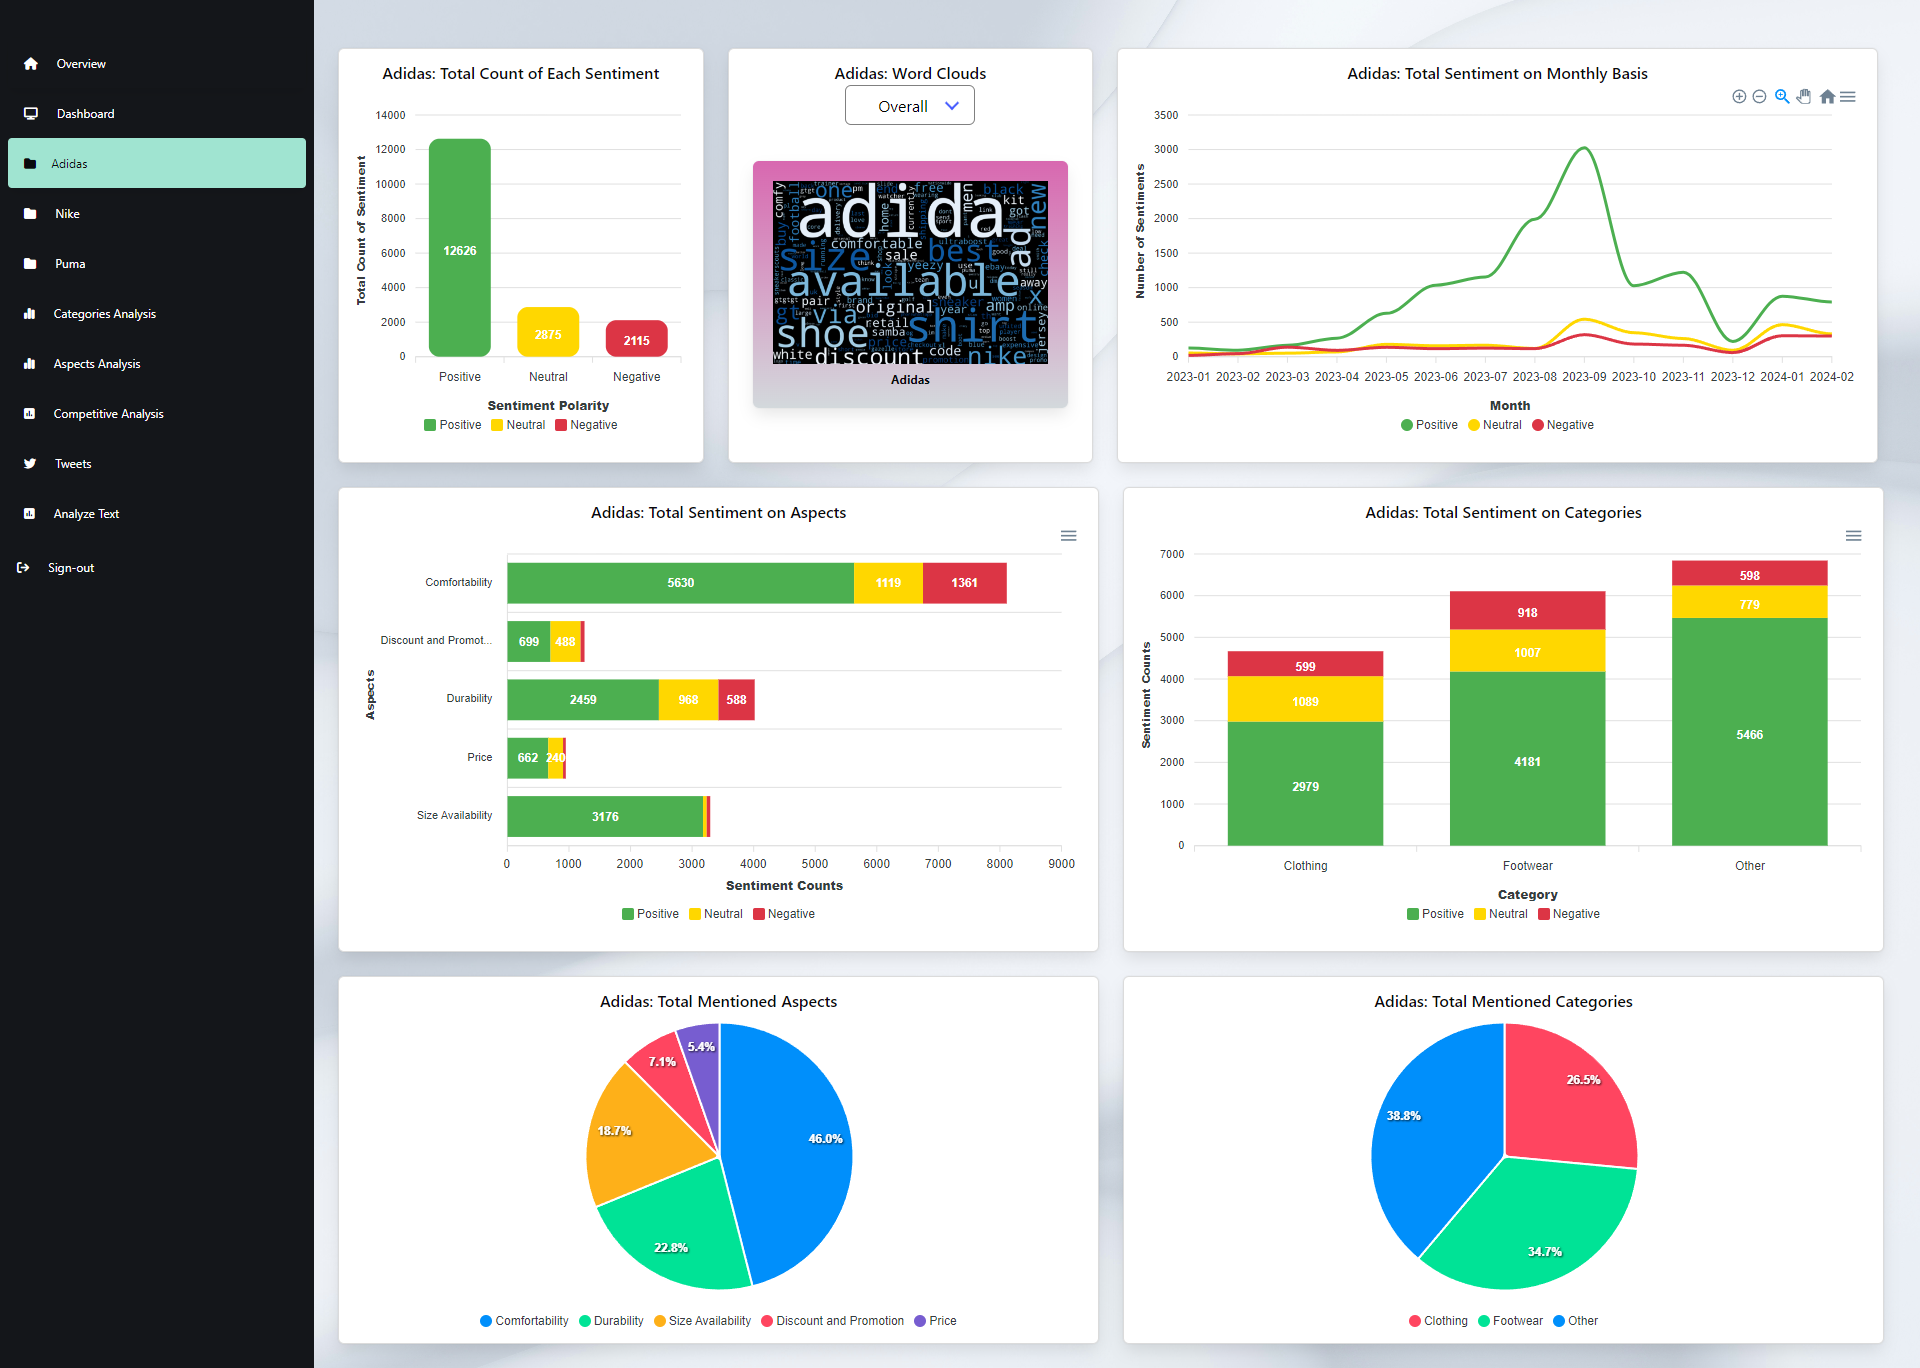 Overview
Dashboard
Adidas
Nike
Puma
Categories Analysis
Aspects Analysis
Competitive Analysis
Tweets
Analyze Text
Sign-out
Adidas: Total Count of Each Sentiment
14000
12000
10000
8000
6000
4000
2000
0
Total Count of Sentiment
12626
2875
2115
Positive Neutral Negative
Sentiment Polarity
Positive Neutral Negative
Adidas: Word Clouds
Overall
adida
one
free
black
men
kit
got
new
comfy
football
buy
home
currently
comfortable
ultraboost
best
ad
size
sale
look
yeezy
use
ebay
check
available
away
pair
brand
original
year
sneaker
women
amp
online
x
via
retail
samba
shirt
shoe
price
code
jersey
white
discount
nike
Adidas
Adidas: Total Sentiment on Monthly Basis
3500
3000
2500
2000
1500
1000
500
0
Number of Sentiments
2023-01 2023-02 2023-03 2023-04 2023-05 2023-06 2023-07 2023-08 2023-09 2023-10 2023-11 2023-12 2024-01 2024-02
Month
Positive Neutral Negative
Adidas: Total Sentiment on Aspects
Aspects
Comfortability 5630 1119 1361
Discount and Promot... 699 488
Durability 2459 968 588
Price 662 240
Size Availability 3176
0 1000 2000 3000 4000 5000 6000 7000 8000 9000
Sentiment Counts
Positive Neutral Negative
Adidas: Total Sentiment on Categories
7000
6000
5000
4000
3000
2000
1000
0
Sentiment Counts
599
1089
2979
918
1007
4181
598
779
5466
Clothing Footwear Other
Category
Positive Neutral Negative
Adidas: Total Mentioned Aspects
5.4%
7.1%
18.7%
46.0%
22.8%
Comfortability Durability Size Availability Discount and Promotion Price
Adidas: Total Mentioned Categories
26.5%
38.8%
34.7%
Clothing Footwear Other